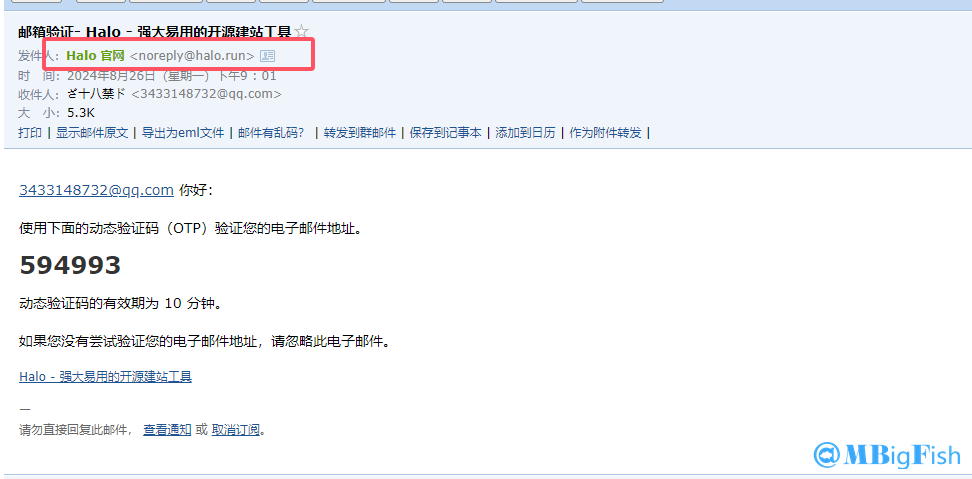 邮箱验证- Halo - 强大易用的开源建站工具☆
发件人：Halo 官网 <noreply@halo.run>
时　间：2024年8月26日（星期一）下午9：01
收件人：ざ十八禁ド <3433148732@qq.com>
大　小：5.3K
打印 | 显示邮件原文 | 导出为eml文件 | 邮件有乱码？ | 转发到群邮件 | 保存到记事本 | 添加到日历 | 作为附件转发 |
3433148732@qq.com 你好：
使用下面的动态验证码（OTP）验证您的电子邮件地址。
594993
动态验证码的有效期为 10 分钟。
如果您没有尝试验证您的电子邮件地址，请忽略此电子邮件。
Halo - 强大易用的开源建站工具
—
请勿直接回复此邮件， 查看通知 或 取消订阅。
@MBigFish